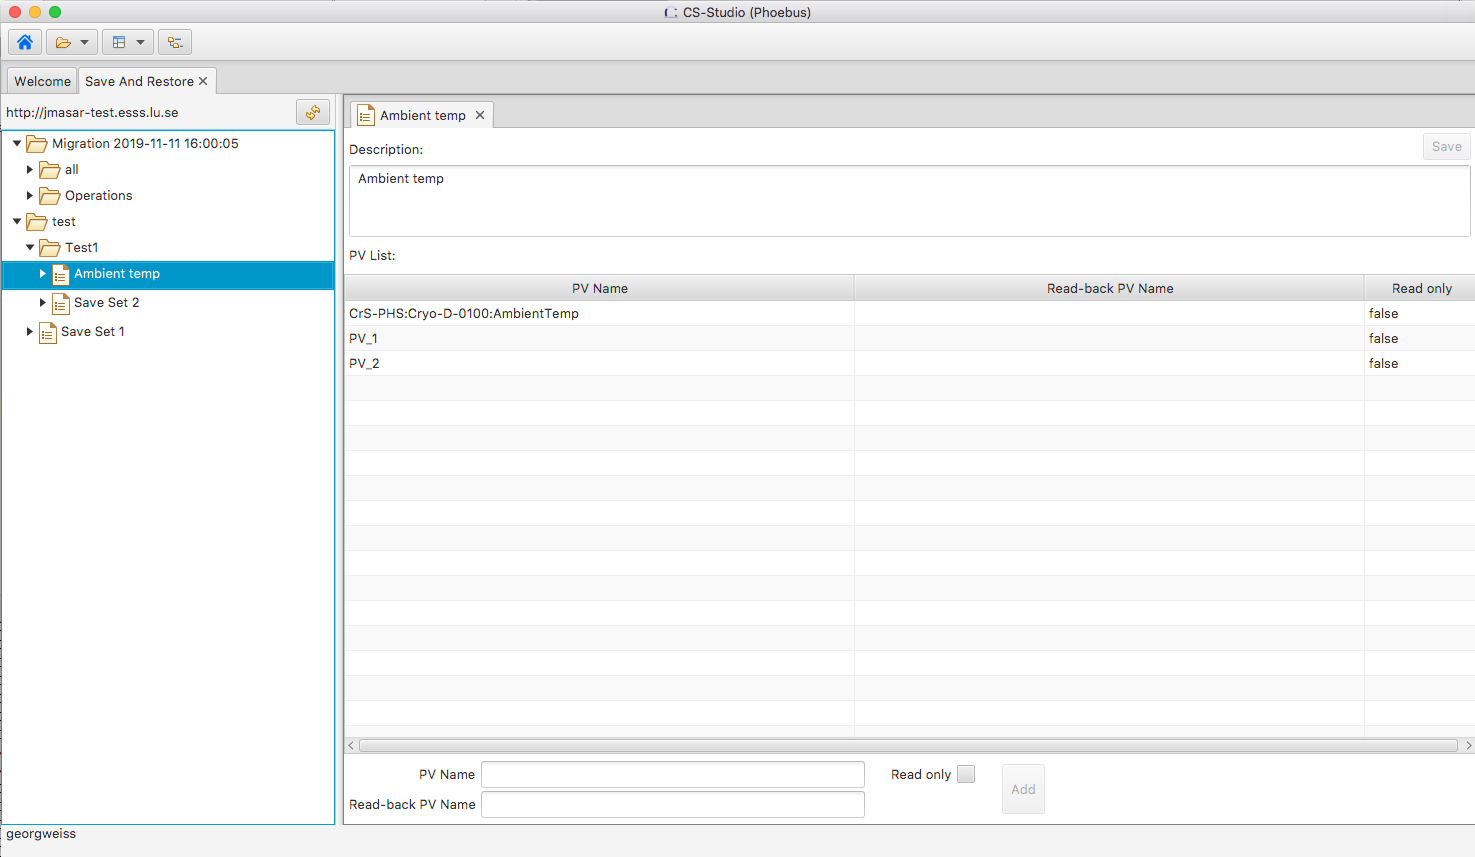 CS-Studio (Phoebus)
Welcome
Save And Restore
http://jmasar-test.esss.lu.se
Migration 2019-11-11 16:00:05
all
Operations
test
Test1
Ambient temp
Save Set 2
Save Set 1
Ambient temp
Description:
Save
Ambient temp
PV List:
PV Name Read-back PV Name Read only
CrS-PHS:Cryo-D-0100:AmbientTemp false
PV_1 false
PV_2 false
PV Name
Read only
Add
Read-back PV Name
georgweiss